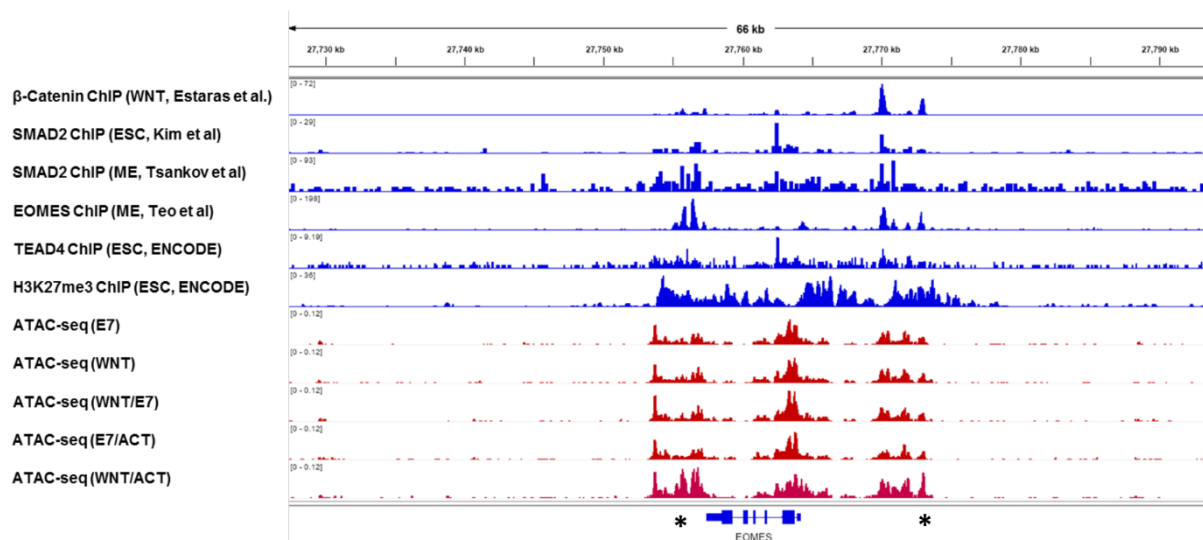 66 kb
27,730 kb 27,740 kb 27,750 kb 27,760 kb 27,770 kb 27,780 kb 27,790 kb
β-Catenin ChIP (WNT, Estaras et al.) [0 - 72]
SMAD2 ChIP (ESC, Kim et al) [0 - 29]
SMAD2 ChIP (ME, Tsankov et al) [0 - 93]
EOMES ChIP (ME, Teo et al) [0 - 198]
TEAD4 ChIP (ESC, ENCODE) [0 - 9.19]
H3K27me3 ChIP (ESC, ENCODE) [0 - 36]
ATAC-seq (E7) [0 - 0.12]
ATAC-seq (WNT) [0 - 0.12]
ATAC-seq (WNT/E7) [0 - 0.12]
ATAC-seq (E7/ACT) [0 - 0.12]
ATAC-seq (WNT/ACT) [0 - 0.12]
* *
EOMES